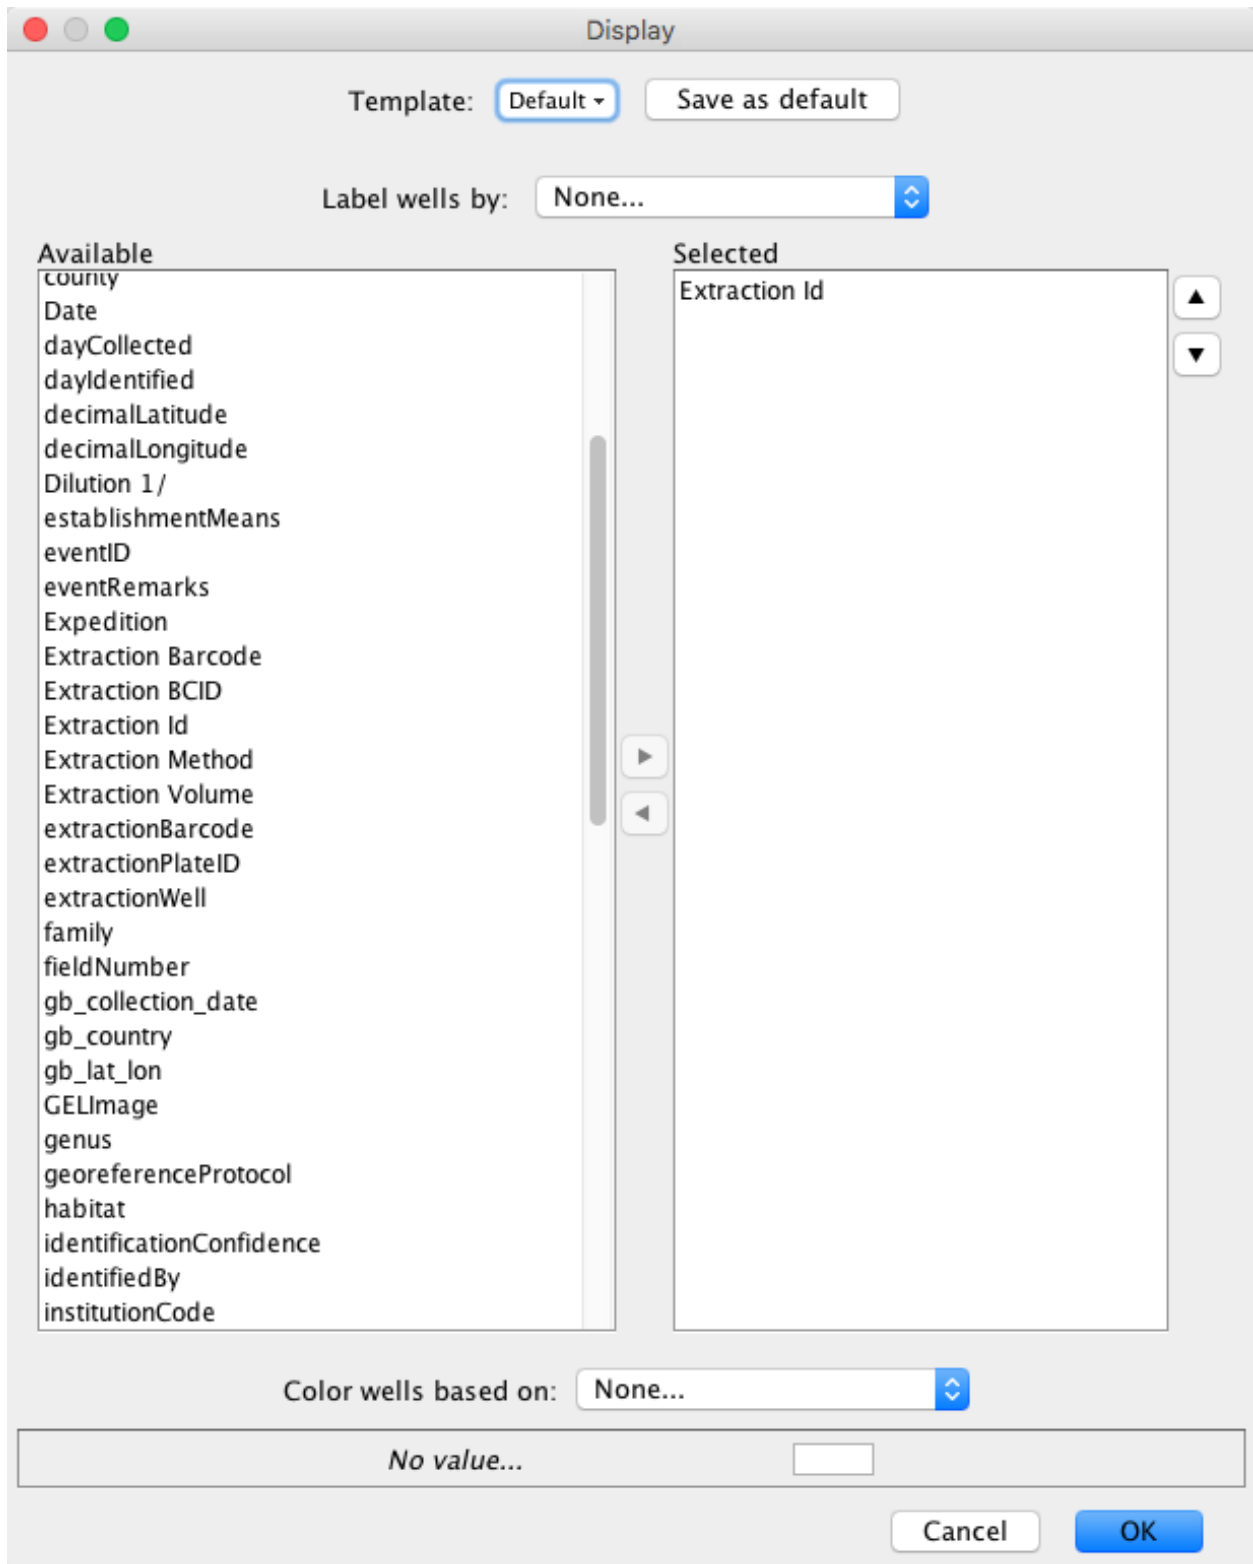 Display
Template: Default Save as default
Label wells by: None...
Available
Selected
county
Date
dayCollected
dayIdentified
decimalLatitude
decimalLongitude
Dilution 1/
establishmentMeans
eventID
eventRemarks
Expedition
Extraction Barcode
Extraction BCID
Extraction Id
Extraction Method
Extraction Volume
extractionBarcode
extractionPlateID
extractionWell
family
fieldNumber
gb_collection_date
gb_country
gb_lat_lon
GELImage
genus
georeferenceProtocol
habitat
identificationConfidence
identifiedBy
institutionCode
Extraction Id
Color wells based on: None...
No value...
Cancel OK